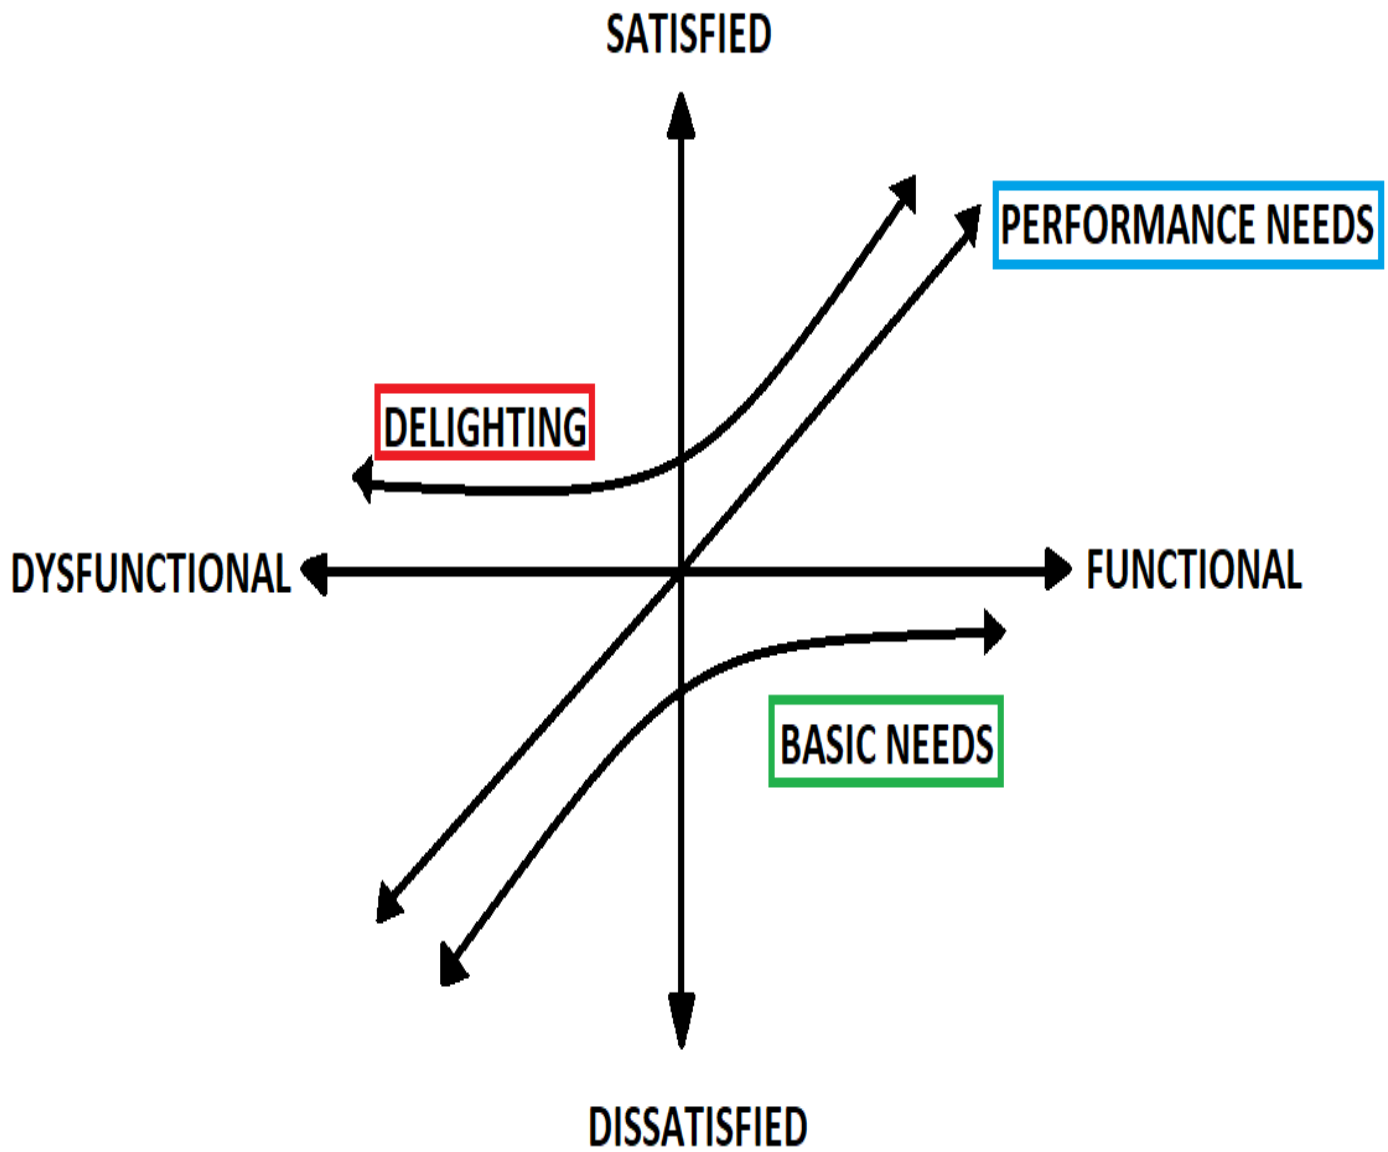 SATISFIED
PERFORMANCE NEEDS
DELIGHTING
DYSFUNCTIONAL
FUNCTIONAL
BASIC NEEDS
DISSATISFIED